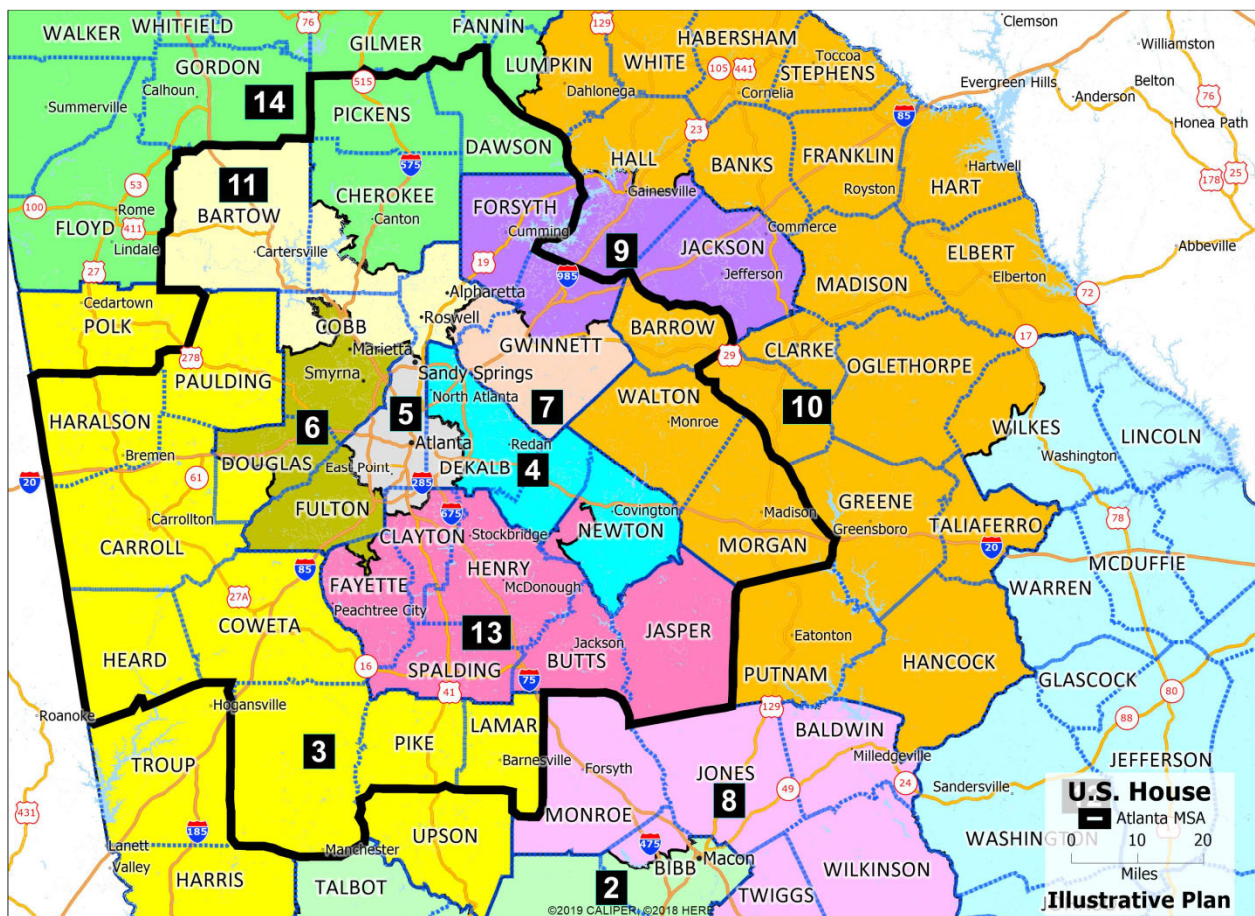 WALKER
WHITFIELD
76
FANNIN
129
Clemson
GILMER
HABERSHAM
Williamston
GORDON
LUMPKIN
WHITE
105
441
Toccoa
STEPHENS
Calhoun
515
Evergreen Hills
Belton
Summerville
14
PICKENS
Dahlonega
Cornelia
85
Anderson
76
23
Honea Path
DAWSON
HALL
BANKS
FRANKLIN
575
Hartwell
11
53
CHEROKEE
Gainesville
HART
178
25
100
Rome
BARTOW
Canton
FORSYTH
Royston
411
FLOYD
Cumming
JACKSON
Commerce
Lindale
Cartersville
9
ELBERT
Abbeville
27
19
985
Jefferson
Elberton
MADISON
Cedartown
Alpharetta
72
POLK
COBB
Roswell
BARROW
17
278
Marietta
GWINNETT
29
CLARKE
OGLETHORPE
PAULDING
Smyrna
Sandy Springs
North Atlanta
7
WALTON
10
HARALSON
6
5
Monroe
WILKES
LINCOLN
Bremen
Atlanta
Redan
Washington
DOUGLAS
East Point
DEKALB
4
20
61
285
GREENE
78
FULTON
Covington
Madison
Greensboro
TALIAFERRO
Carrollton
675
Stockbridge
NEWTON
CARROLL
CLAYTON
MORGAN
20
MCDUFFIE
85
HENRY
WARREN
FAYETTE
McDonough
27A
Peachtree City
COWETA
Eatonton
JASPER
HEARD
13
Jackson
HANCOCK
16
SPALDING
BUTTS
PUTNAM
GLASCOCK
41
75
80
Roanoke
Hogansville
129
88
BALDWIN
PIKE
LAMAR
JEFFERSON
TROUP
3
Milledgeville
Barnesville
Forsyth
JONES
24
Sandersville
U.S. House
49
431
8
Atlanta MSA
MONROE
185
UPSON
WASHINGTON
0
10
20
Lanett
Manchester
475
Valley
Macon
WILKINSON
Miles
HARRIS
TALBOT
2
BIBB
TWIGGS
Illustrative Plan
©2019 CALIPER; ©2018 HERE